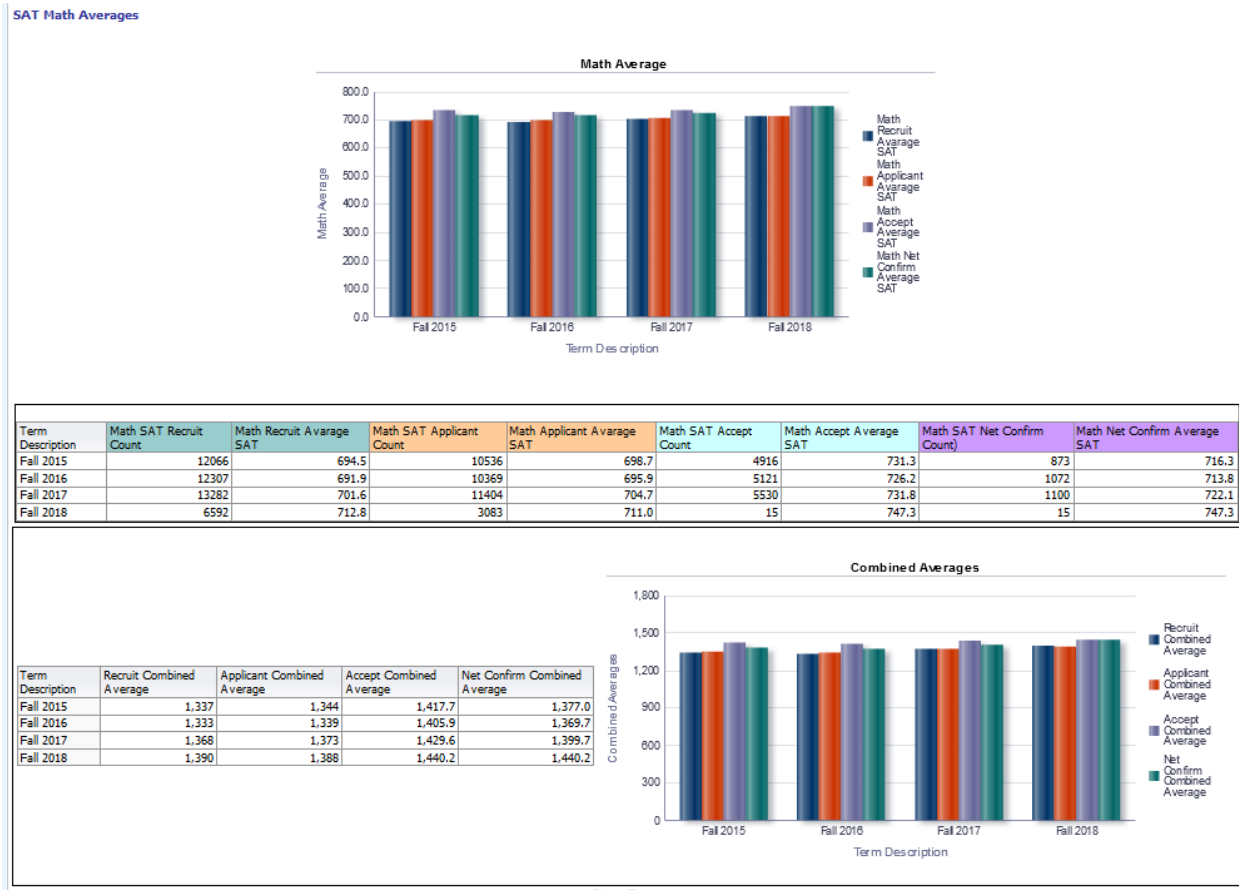 SAT Math Averages
Math Average
800.0
700.0
600.0
500.0
400.0
300.0
200.0
100.0
0.0
Math Average
Fall 2015 Fall 2016 Fall 2017 Fall 2018
Term Description
Math
Recruit
Avarage
SAT
Math
Applicant
Avarage
SAT
Math
Accept
Average
SAT
Math Net
Confirm
Average
SAT
Term Description Math SAT Recruit Count Math Recruit Avarage SAT Math SAT Applicant Count Math Applicant Avarage SAT Math SAT Accept Count Math Accept Average SAT Math SAT Net Confirm Count) Math Net Confirm Average SAT
Fall 2015 12066 694.5 10536 698.7 4916 731.3 873 716.3
Fall 2016 12307 691.9 10369 695.9 5121 726.2 1072 713.8
Fall 2017 13282 701.6 11404 704.7 5530 731.8 1100 722.1
Fall 2018 6592 712.8 3083 711.0 15 747.3 15 747.3
Term Description Recruit Combined Average Applicant Combined Average Accept Combined Average Net Confirm Combined Average
Fall 2015 1,337 1,344 1,417.7 1,377.0
Fall 2016 1,333 1,339 1,405.9 1,369.7
Fall 2017 1,368 1,373 1,429.6 1,399.7
Fall 2018 1,390 1,388 1,440.2 1,440.2
Combined Averages
1,800
1,500
1,200
900
600
300
0
Combined Averages
Fall 2015 Fall 2016 Fall 2017 Fall 2018
Term Description
Recruit
Combined
Average
Applicant
Combined
Average
Accept
Combined
Average
Net
Confirm
Combined
Average